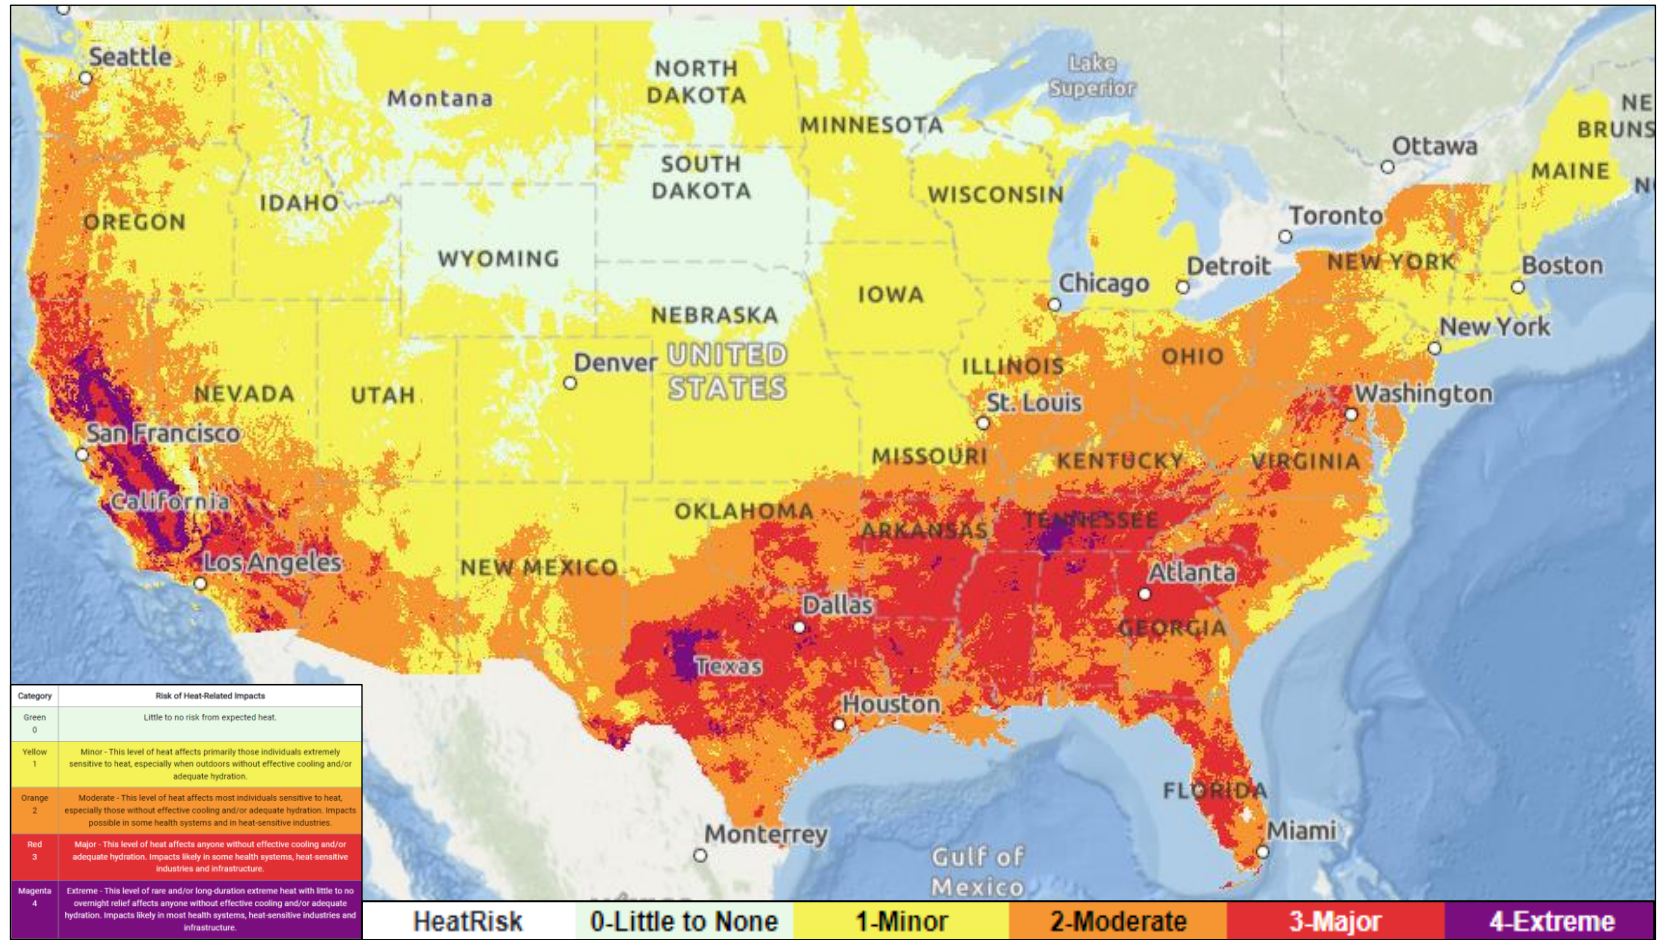 Seattle
Lake
Superior
NORTH
DAKOTA
Montana
NE
BRUNS
MINNESOTA
Ottawa
SOUTH
DAKOTA
MAINE
N
WISCONSIN
IDAHO
OREGON
Toronto
WYOMING
NEW YORK
Detroit
Boston
Chicago
IOWA
NEBRASKA
New York
UNITED
STATES
Denver
OHIO
ILLINOIS
NEVADA
UTAH
St. Louis
Washington
San Francisco
MISSOURI
KENTUCKY
VIRGINIA
California
OKLAHOMA
ARKANSAS
TENNESSEE
Los Angeles
NEW MEXICO
Atlanta
Dallas
GEORGIA
Texas
Houston
FLORIDA
Monterrey
Miami
Gulf of
Mexico
Category Risk of Heat-Related Impacts
Green
0
Little to no risk from expected heat.
Yellow
1
Minor - This level of heat affects primarily those individuals extremely
sensitive to heat, especially when outdoors without effective cooling and/or
adequate hydration.
Orange
2
Moderate - This level of heat affects most individuals sensitive to heat,
especially those without effective cooling and/or adequate hydration. Impacts
possible in some health systems and in heat-sensitive industries.
Red
3
Major - This level of heat affects anyone without effective cooling and/or
adequate hydration. Impacts likely in some health systems, heat-sensitive
industries and infrastructure.
Magenta
4
Extreme - This level of rare and/or long-duration extreme heat with little to no
overnight relief affects anyone without effective cooling and/or adequate
hydration. Impacts likely in most health systems, heat-sensitive industries and
infrastructure.
HeatRisk 0-Little to None 1-Minor 2-Moderate 3-Major 4-Extreme